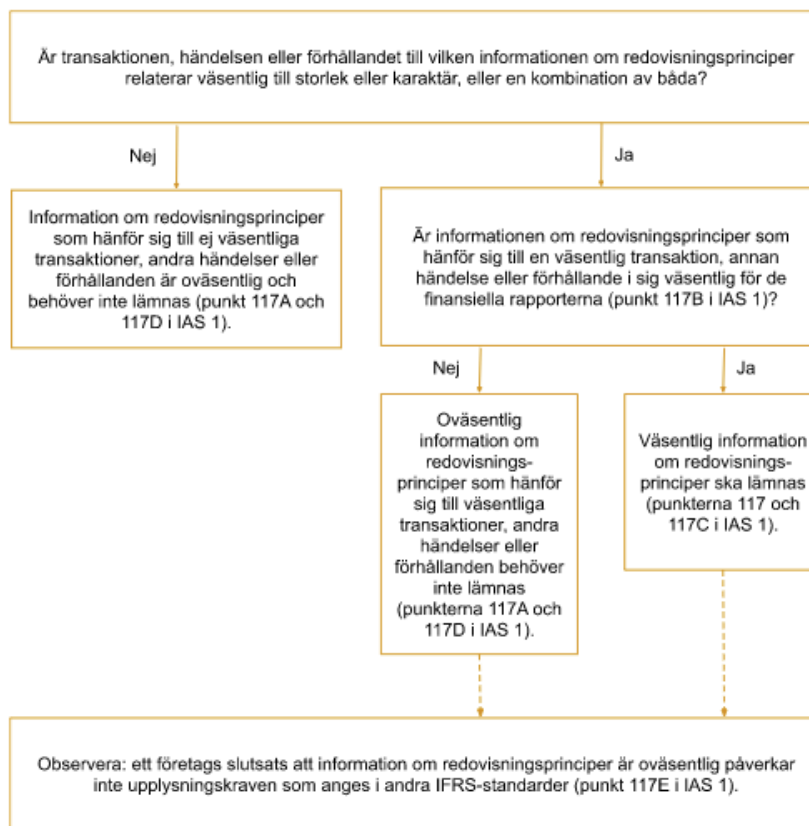 Är transaktionen, händelsen eller förhållandet till vilken informationen om redovisningsprinciper
relaterar väsentlig till storlek eller karaktär, eller en kombination av båda?
Nej
Ja
Information om redovisningsprinciper
som hänför sig till ej väsentliga
transaktioner, andra händelser eller
förhållanden är oväsentlig och
behöver inte lämnas (punkt 117A och
117D i IAS 1).
Är informationen om redovisningsprinciper som
hänför sig till en väsentlig transaktion, annan
händelse eller förhållande i sig väsentlig för de
finansiella rapporterna (punkt 117B i IAS 1)?
Nej
Ja
Oväsentlig
information om
redovisnings-
principer som hänför
sig till väsentliga
transaktioner, andra
händelser eller
förhållanden behöver
inte lämnas
(punkterna 117A och
117D i IAS 1).
Väsentlig information
om redovisnings-
principer ska lämnas
(punkterna 117 och
117C i IAS 1).
Observera: ett företags slutsats att information om redovisningsprinciper är oväsentlig påverkar
inte upplysningskraven som anges i andra IFRS-standarder (punkt 117E i IAS 1).